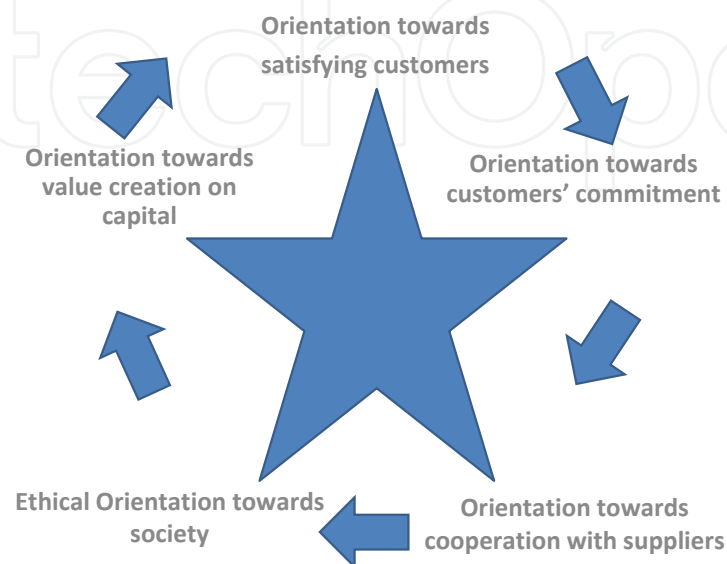 Orientation towards
satisfying customers
Orientation towards
customers’ commitment
Orientation towards
cooperation with suppliers
Ethical Orientation towards
society
Orientation towards
value creation on
capital